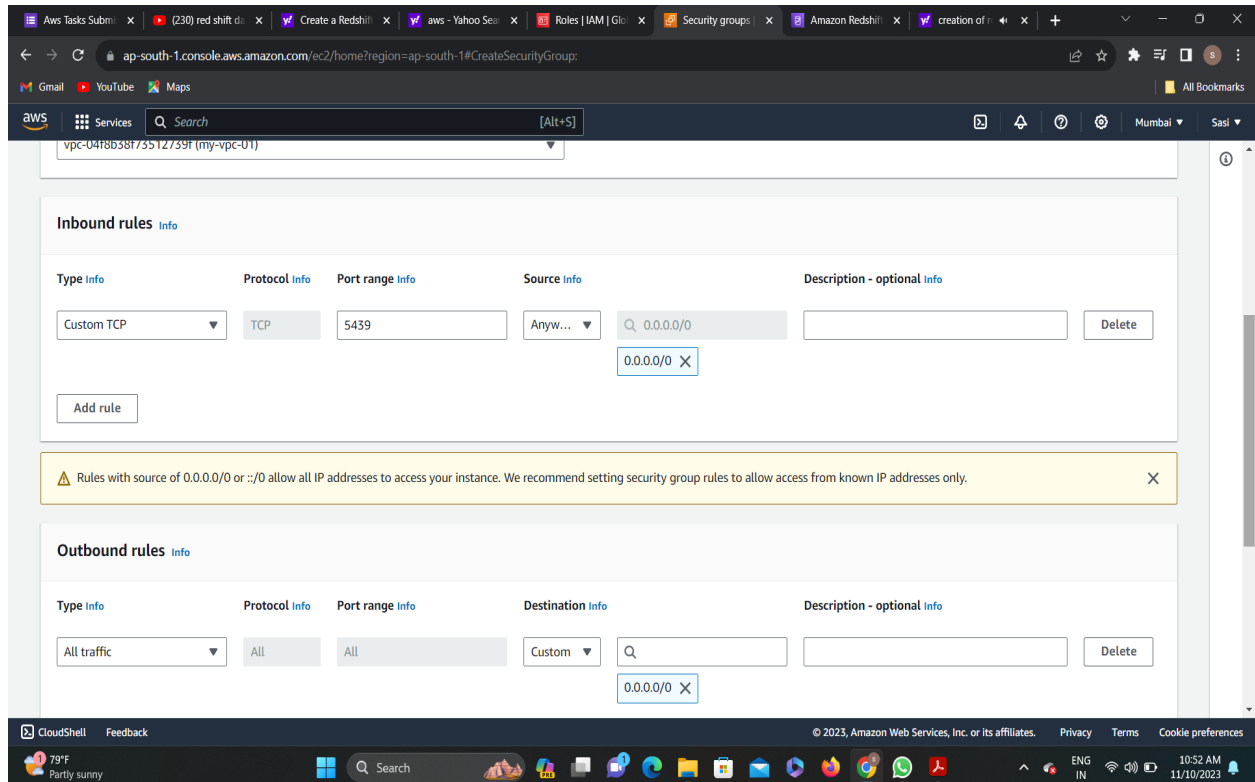 Aws Tasks Submi
(230) red shift da
Create a Redshift
aws - Yahoo Sear
Roles | IAM | Glo
Security groups |
Amazon Redshift
creation of r
ap-south-1.console.aws.amazon.com/ec2/home?region=ap-south-1#CreateSecurityGroup:
S
Gmail YouTube Maps All Bookmarks
aws Services Search [Alt+S] Mumbai Sasi
vpc-04f8b38f73512739f (my-vpc-01)
Inbound rules Info
Type Info Protocol Info Port range Info Source Info Description - optional Info
Custom TCP TCP 5439 Anyw... 0.0.0.0/0 Delete
0.0.0.0/0
Add rule
Rules with source of 0.0.0.0/0 or ::/0 allow all IP addresses to access your instance. We recommend setting security group rules to allow access from known IP addresses only.
Outbound rules Info
Type Info Protocol Info Port range Info Destination Info Description - optional Info
All traffic All All Custom Delete
0.0.0.0/0
CloudShell Feedback © 2023, Amazon Web Services, Inc. or its affiliates. Privacy Terms Cookie preferences
1 79°F
Partly sunny
Search
PRE
ENG
IN
10:52 AM
11/10/2023